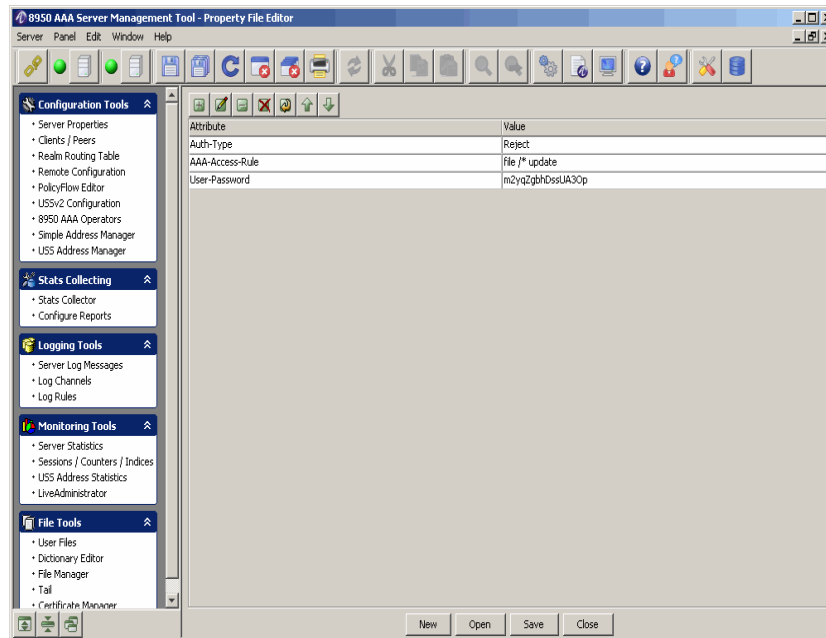 8950 AAA Server Management Tool - Property File Editor
Server Panel Edit Window Help
Configuration Tools
Server Properties
Clients / Peers
Realm Routing Table
Remote Configuration
PolicyFlow Editor
USSv2 Configuration
8950 AAA Operators
Simple Address Manager
USS Address Manager
Stats Collecting
Stats Collector
Configure Reports
Logging Tools
Server Log Messages
Log Channels
Log Rules
Monitoring Tools
Server Statistics
Sessions / Counters / Indices
USS Address Statistics
LiveAdministrator
File Tools
User Files
Dictionary Editor
File Manager
Tail
Certificate Manager
Attribute Value
Auth-Type Reject
AAA-Access-Rule file /* update
User-Password m2yqZgbhDssUA3Op
New Open Save Close